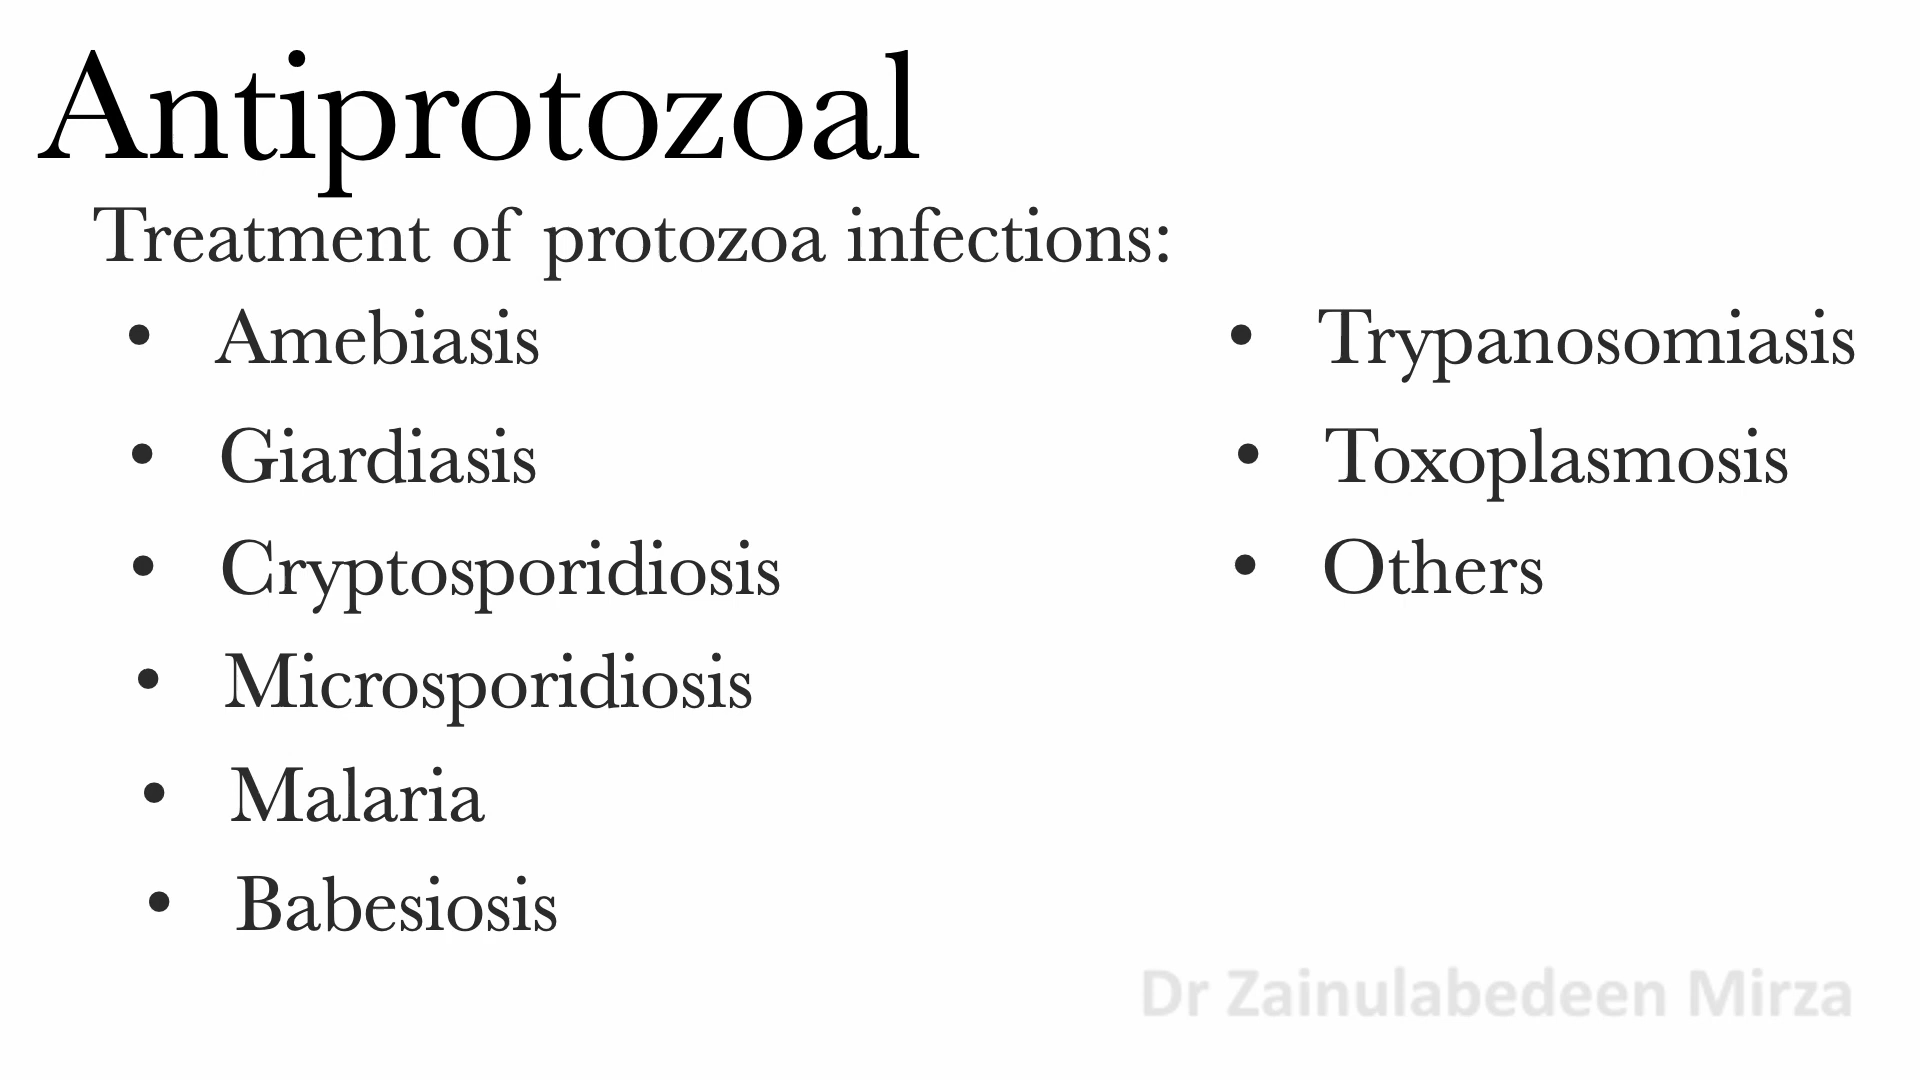 Antiprotozoal
Treatment of protozoa infections:
• Amebiasis
• Giardiasis
• Cryptosporidiosis
• Microsporidiosis
• Malaria
• Babesiosis
• Trypanosomiasis
• Toxoplasmosis
• Others
Dr Zainulabedeen Mirza